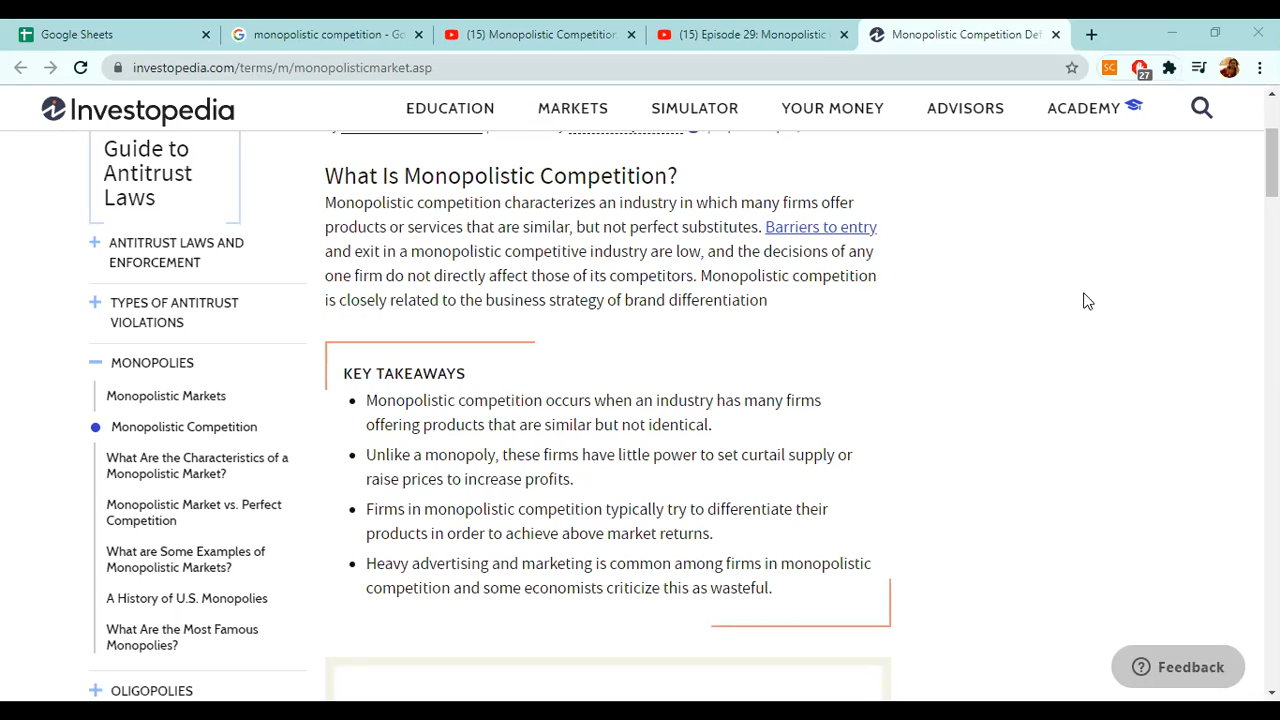 Google Sheets
monopolistic competition - Go
(15) Monopolistic Competition
(15) Episode 29: Monopolistic
Monopolistic Competition Def
investopedia.com/terms/m/monopolisticmarket.asp
SC
27
Investopedia
EDUCATION
MARKETS
SIMULATOR
YOUR MONEY
ADVISORS
ACADEMY
Guide to
Antitrust
Laws
ANTITRUST LAWS AND
ENFORCEMENT
TYPES OF ANTITRUST
VIOLATIONS
MONOPOLIES
Monopolistic Markets
Monopolistic Competition
What Are the Characteristics of a
Monopolistic Market?
Monopolistic Market vs. Perfect
Competition
What are Some Examples of
Monopolistic Markets?
A History of U.S. Monopolies
What Are the Most Famous
Monopolies?
OLIGOPOLIES
What Is Monopolistic Competition?
Monopolistic competition characterizes an industry in which many firms offer
products or services that are similar, but not perfect substitutes. Barriers to entry
and exit in a monopolistic competitive industry are low, and the decisions of any
one firm do not directly affect those of its competitors. Monopolistic competition
is closely related to the business strategy of brand differentiation
KEY TAKEAWAYS
• Monopolistic competition occurs when an industry has many firms
offering products that are similar but not identical.
• Unlike a monopoly, these firms have little power to set curtail supply or
raise prices to increase profits.
• Firms in monopolistic competition typically try to differentiate their
products in order to achieve above market returns.
• Heavy advertising and marketing is common among firms in monopolistic
competition and some economists criticize this as wasteful.
Feedback